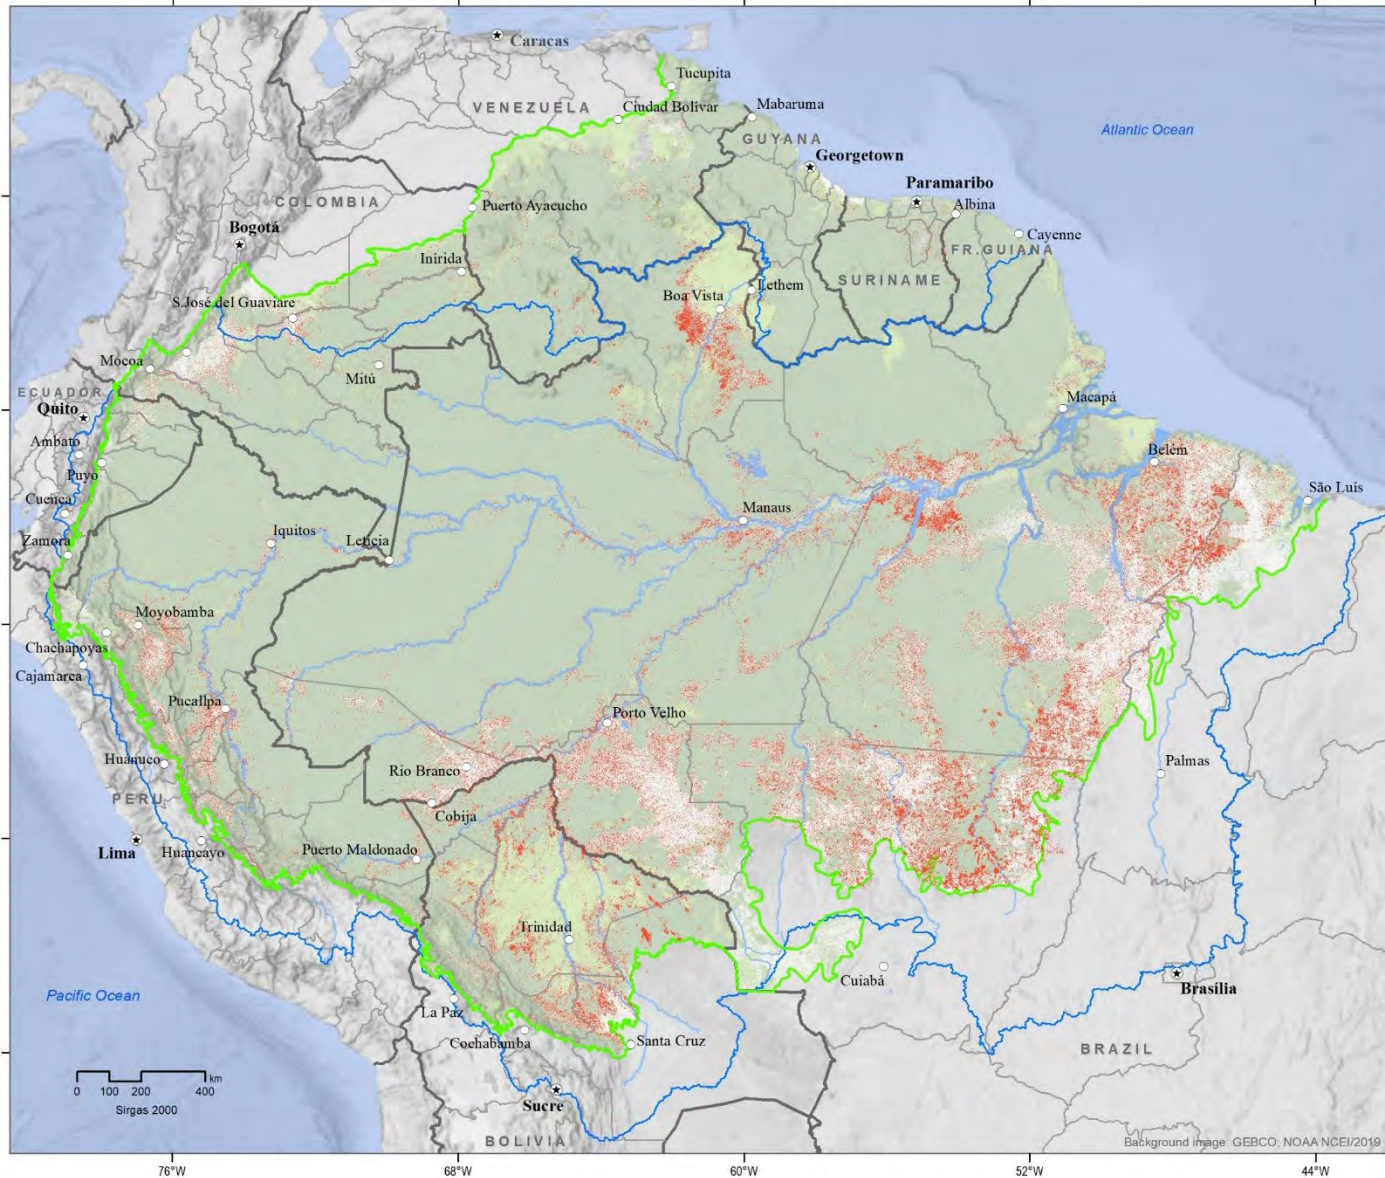 Caracas
Tucupita
VENEZUELA
Ciudad Bolivar
Mabaruma
Atlantic Ocean
GUYANA
Georgetown
Paramaribo
COLOMBIA
Puerto Ayacucho
Albina
Bogotá
Cayenne
FR.GUIANA
Inírida
SURINAME
Lethem
Boa Vista
S.José del Guaviare
Mocoa
Mitú
ECUADOR
Quito
Macapá
Ambato
Belém
Puyo
São Luis
Cuenca
Manaus
Zamora
Iquitos
Leticia
Moyobamba
Chachapoyas
Cajamarca
Pucallpa
Porto Velho
Huánuco
Rio Branco
Palmas
PERU
Cobija
Lima
Huancayo
Puerto Maldonado
Trinidad
Cuiabá
Brasília
Pacific Ocean
La Paz
Cochabamba
Santa Cruz
BRAZIL
km
0 100 200 400
Sirgas 2000
Sucre
BOLIVIA
Background image: GEBCO; NOAA NCEI/2019
76°W 68°W 60°W 52°W 44°W